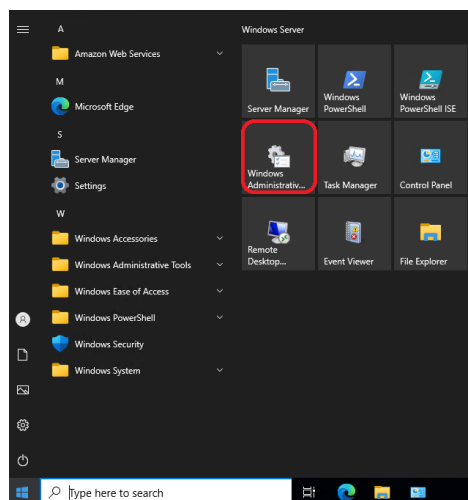 A
Amazon Web Services
M
Microsoft Edge
S
Server Manager
Settings
W
Windows Accessories
Windows Administrative Tools
Windows Ease of Access
Windows PowerShell
Windows Security
Windows System
Windows Server
Server Manager
Windows
PowerShell
Windows
PowerShell ISE
Windows
Administrativ...
Task Manager
Control Panel
Remote
Desktop...
Event Viewer
File Explorer
Type here to search